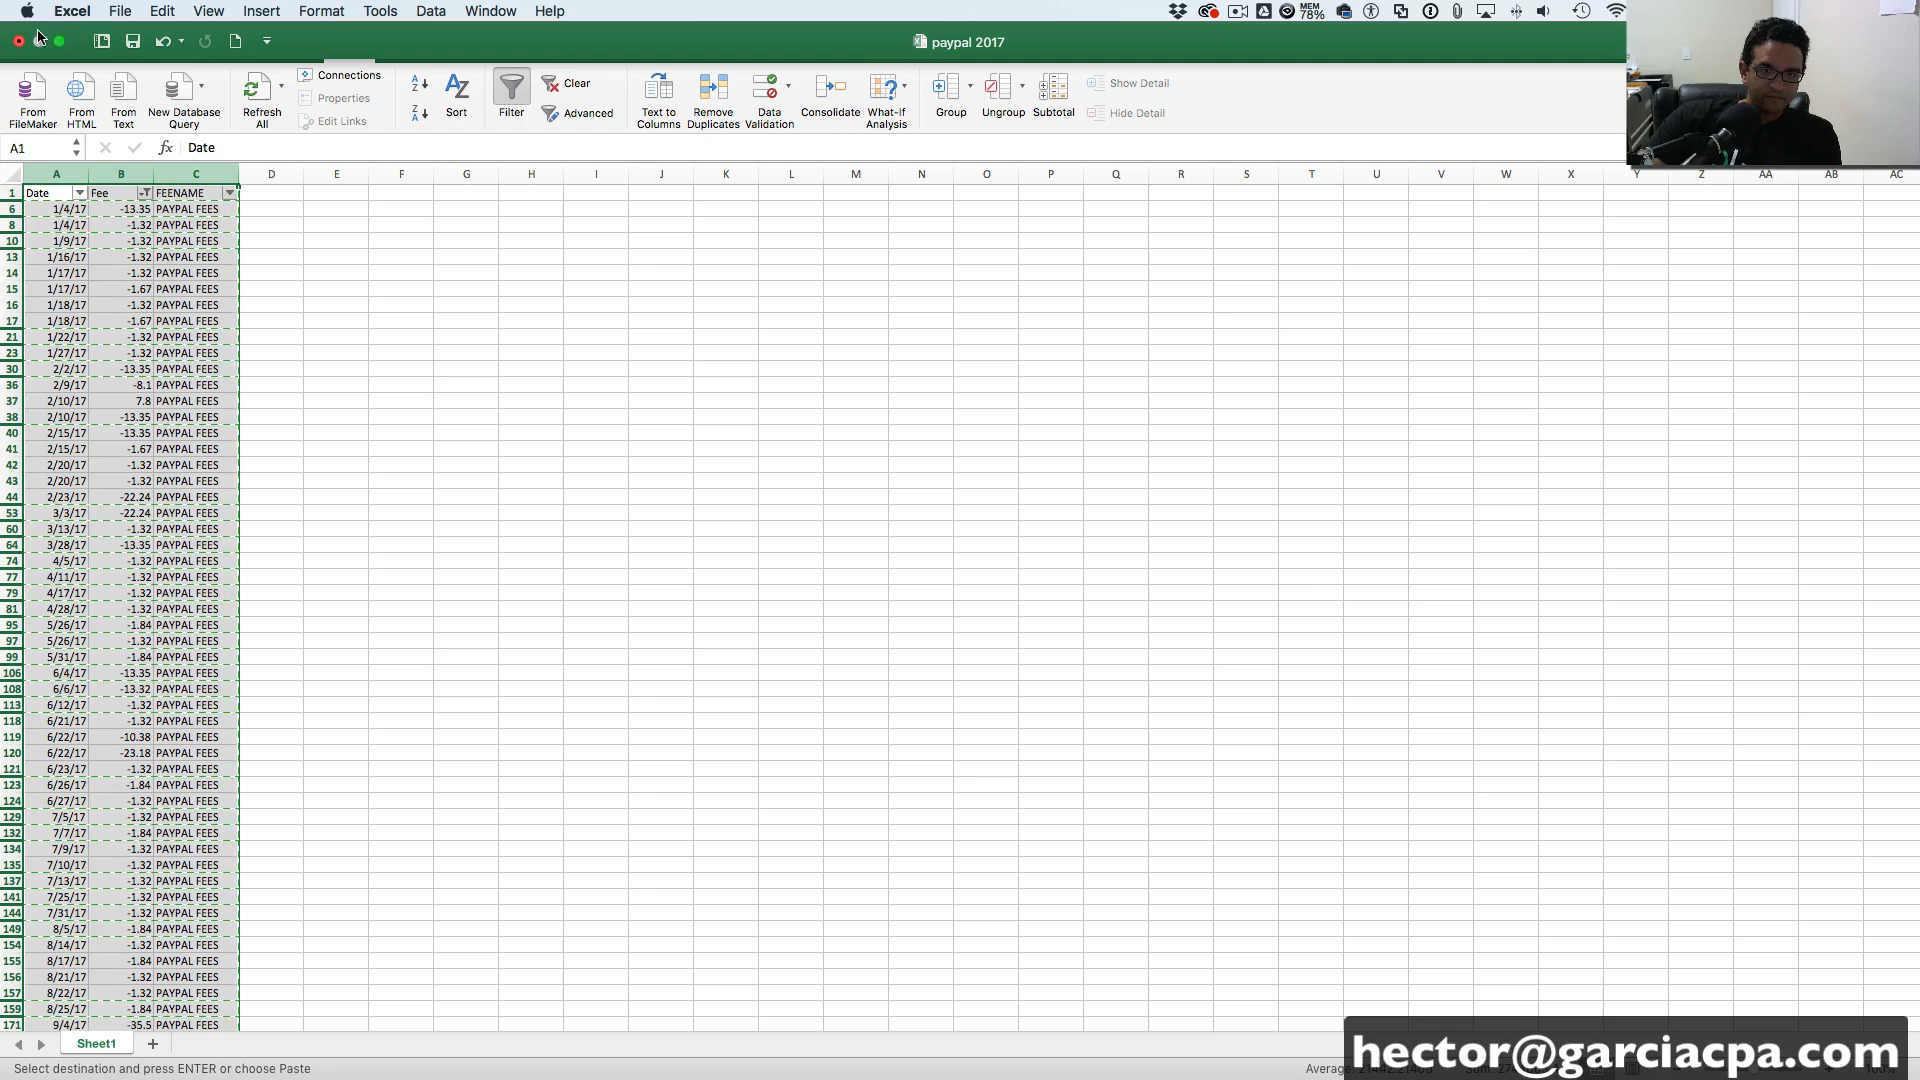 Excel File Edit View Insert Format Tools Data Window Help MEM 78%
paypal 2017
From FileMaker
From HTML
From Text
New Database Query
Refresh All
Connections
Properties
Edit Links
Sort
Filter
Clear
Advanced
Text to Columns
Remove Duplicates
Data Validation
Consolidate
What-If Analysis
Group
Ungroup
Subtotal
Show Detail
Hide Detail
A1 fx Date
A B C D E F G H I J K L M N O P Q R S T U V W X Y Z AA AB AC
1 Date Fee FEENAME
6 1/4/17 -13.35 PAYPAL FEES
8 1/4/17 -1.32 PAYPAL FEES
10 1/9/17 -1.32 PAYPAL FEES
13 1/16/17 -1.32 PAYPAL FEES
14 1/17/17 -1.32 PAYPAL FEES
15 1/17/17 -1.67 PAYPAL FEES
16 1/18/17 -1.32 PAYPAL FEES
17 1/18/17 -1.67 PAYPAL FEES
21 1/22/17 -1.32 PAYPAL FEES
23 1/27/17 -1.32 PAYPAL FEES
30 2/2/17 -13.35 PAYPAL FEES
36 2/9/17 -8.1 PAYPAL FEES
37 2/10/17 7.8 PAYPAL FEES
38 2/10/17 -13.35 PAYPAL FEES
40 2/15/17 -13.35 PAYPAL FEES
41 2/15/17 -1.67 PAYPAL FEES
42 2/20/17 -1.32 PAYPAL FEES
43 2/20/17 -1.32 PAYPAL FEES
44 2/23/17 -22.24 PAYPAL FEES
53 3/3/17 -22.24 PAYPAL FEES
60 3/13/17 -1.32 PAYPAL FEES
64 3/28/17 -13.35 PAYPAL FEES
74 4/5/17 -1.32 PAYPAL FEES
77 4/11/17 -1.32 PAYPAL FEES
79 4/17/17 -1.32 PAYPAL FEES
81 4/28/17 -1.32 PAYPAL FEES
95 5/26/17 -1.84 PAYPAL FEES
97 5/26/17 -1.32 PAYPAL FEES
99 5/31/17 -1.84 PAYPAL FEES
106 6/4/17 -13.35 PAYPAL FEES
108 6/6/17 -13.32 PAYPAL FEES
113 6/12/17 -1.32 PAYPAL FEES
118 6/21/17 -1.32 PAYPAL FEES
119 6/22/17 -10.38 PAYPAL FEES
120 6/22/17 -23.18 PAYPAL FEES
121 6/23/17 -1.32 PAYPAL FEES
123 6/26/17 -1.84 PAYPAL FEES
124 6/27/17 -1.32 PAYPAL FEES
129 7/5/17 -1.32 PAYPAL FEES
132 7/7/17 -1.84 PAYPAL FEES
134 7/9/17 -1.32 PAYPAL FEES
135 7/10/17 -1.32 PAYPAL FEES
137 7/13/17 -1.32 PAYPAL FEES
141 7/25/17 -1.32 PAYPAL FEES
144 7/31/17 -1.32 PAYPAL FEES
149 8/5/17 -1.84 PAYPAL FEES
154 8/14/17 -1.32 PAYPAL FEES
155 8/17/17 -1.84 PAYPAL FEES
156 8/21/17 -1.32 PAYPAL FEES
157 8/22/17 -1.32 PAYPAL FEES
159 8/25/17 -1.84 PAYPAL FEES
171 9/4/17 -35.5 PAYPAL FEES
Sheet1
hector@garciacpa.com
Select destination and press ENTER or choose Paste